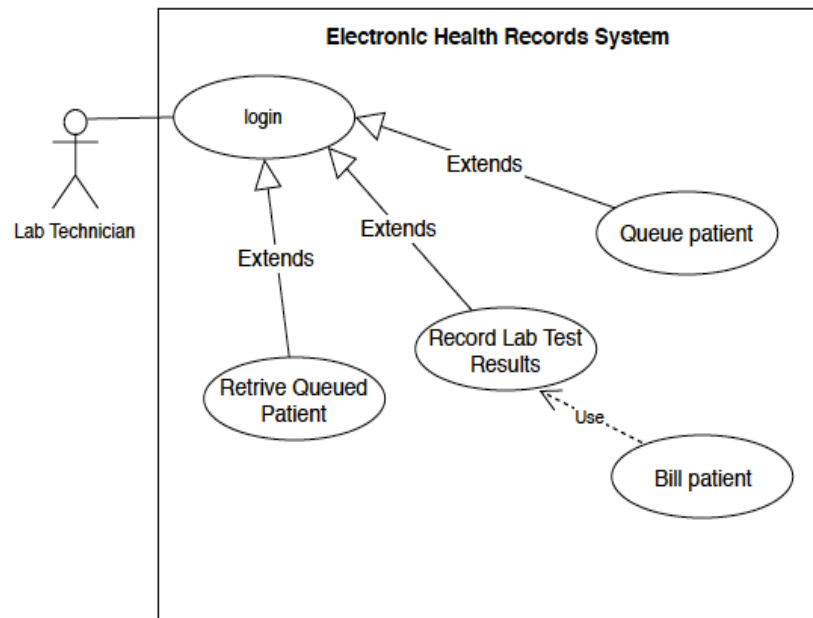 Electronic Health Records System
login
Lab Technician
Extends
Queue patient
Extends
Extends
Record Lab Test
Results
Retrive Queued
Patient
Use
Bill patient